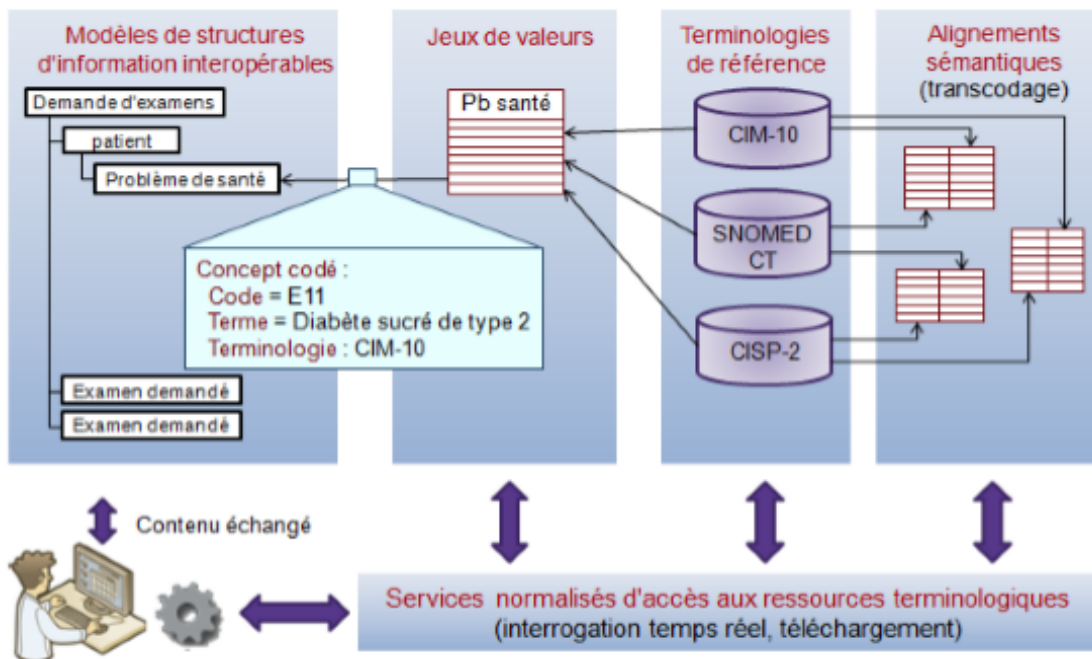 Modèles de structures
d'information interopérables
Demande d'examens
patient
Problème de santé
Jeux de valeurs
Pb santé
Terminologies
de référence
CIM-10
SNOMED
CT
CISP-2
Alignements
sémantiques
(transcodage)
Concept codé :
Code = E11
Terme = Diabète sucré de type 2
Terminologie : CIM-10
Examen demandé
Examen demandé
Contenu échangé
Services normalisés d'accès aux ressources terminologiques
(interrogation temps réel, téléchargement)